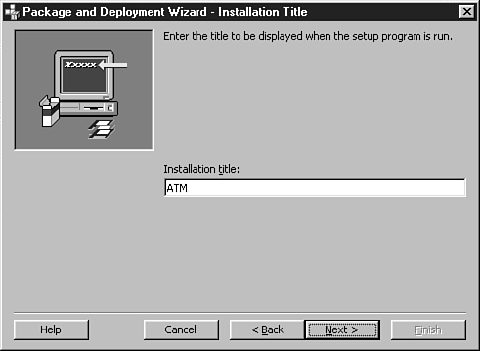 Package and Deployment Wizard - Installation Title
Enter the title to be displayed when the setup program is run.
Xxxxx
Installation title:
ATM
Help
Cancel
< Back
Next >
Finish